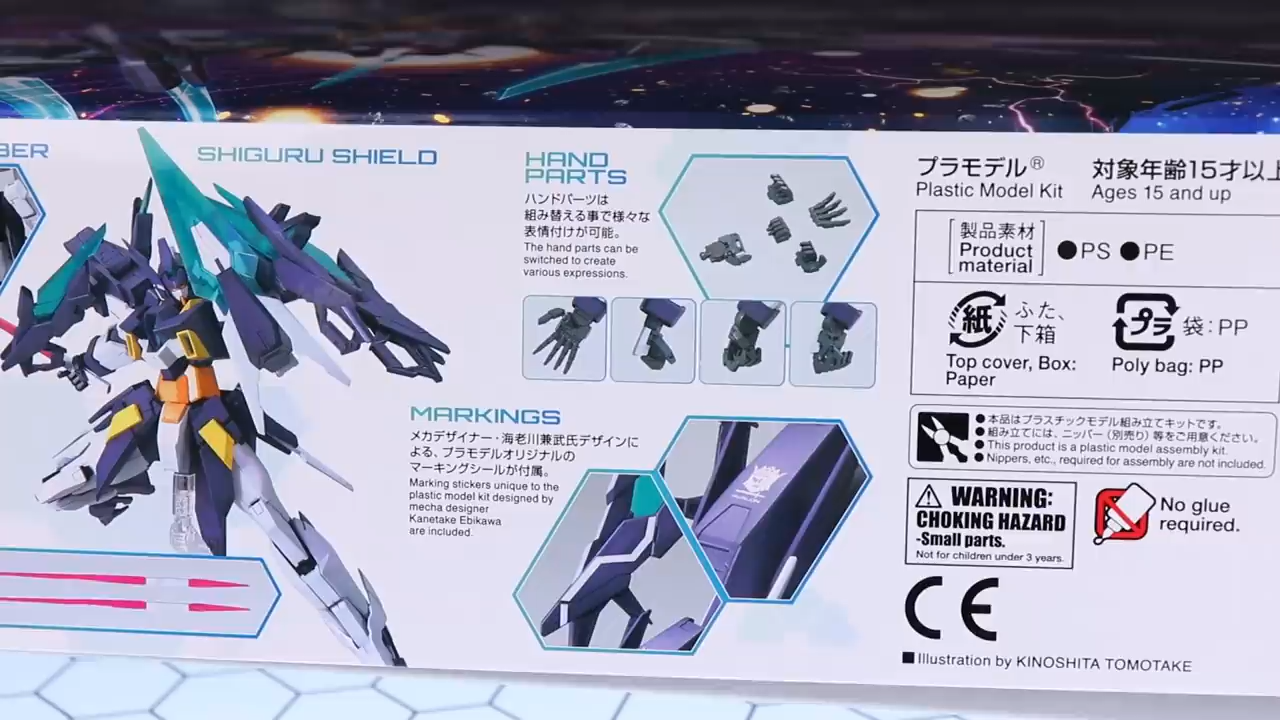 BER
SHIGURU SHIELD
HAND
PARTS
ハンドパーツは
組み替える事で様々な
表情付けが可能。
The hand parts can be
switched to create
various expressions.
MARKINGS
メカデザイナー・海老川兼武氏デザインに
よる、プラモデルオリジナルの
マーキングシールが付属。
Marking stickers unique to the
plastic model kit designed by
mecha designer
Kanetake Ebikawa
are included.
プラモデル®
Plastic Model Kit
対象年齢15才以上
Ages 15 and up
製品素材
Product
material
●PS ●PE
紙
ふた、
下箱
Top cover, Box:
Paper
プラ
袋:PP
Poly bag: PP
●本品はプラスチックモデル組み立てキットです。
●組み立てには、ニッパー(別売り)等をご用意ください。
●This product is a plastic model assembly kit.
●Nippers, etc., required for assembly are not included.
WARNING:
CHOKING HAZARD
-Small parts.
Not for children under 3 years.
No glue
required.
CE
■Illustration by KINOSHITA TOMOTAKE